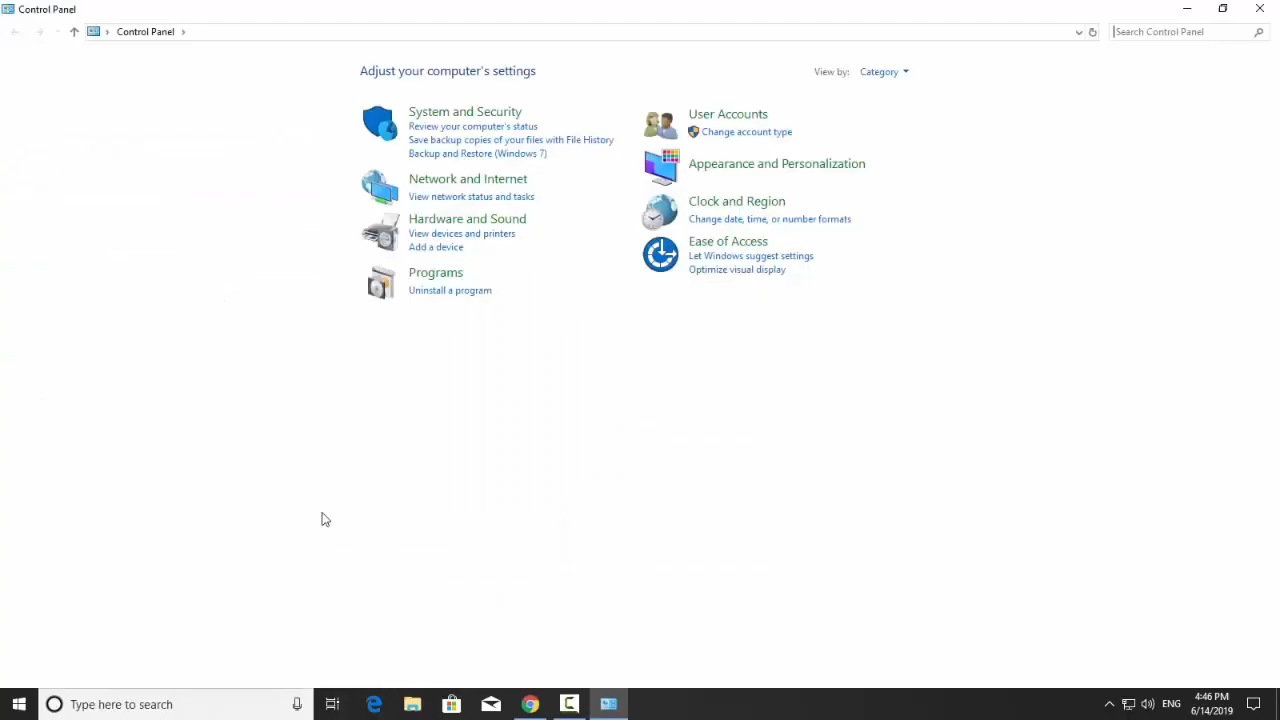 Control Panel
Control Panel
Search Control Panel
Adjust your computer's settings
View by: Category
System and Security
Review your computer's status
Save backup copies of your files with File History
Backup and Restore (Windows 7)
Network and Internet
View network status and tasks
Hardware and Sound
View devices and printers
Add a device
Programs
Uninstall a program
User Accounts
Change account type
Appearance and Personalization
Clock and Region
Change date, time, or number formats
Ease of Access
Let Windows suggest settings
Optimize visual display
Type here to search
ENG
4:46 PM
6/14/2019